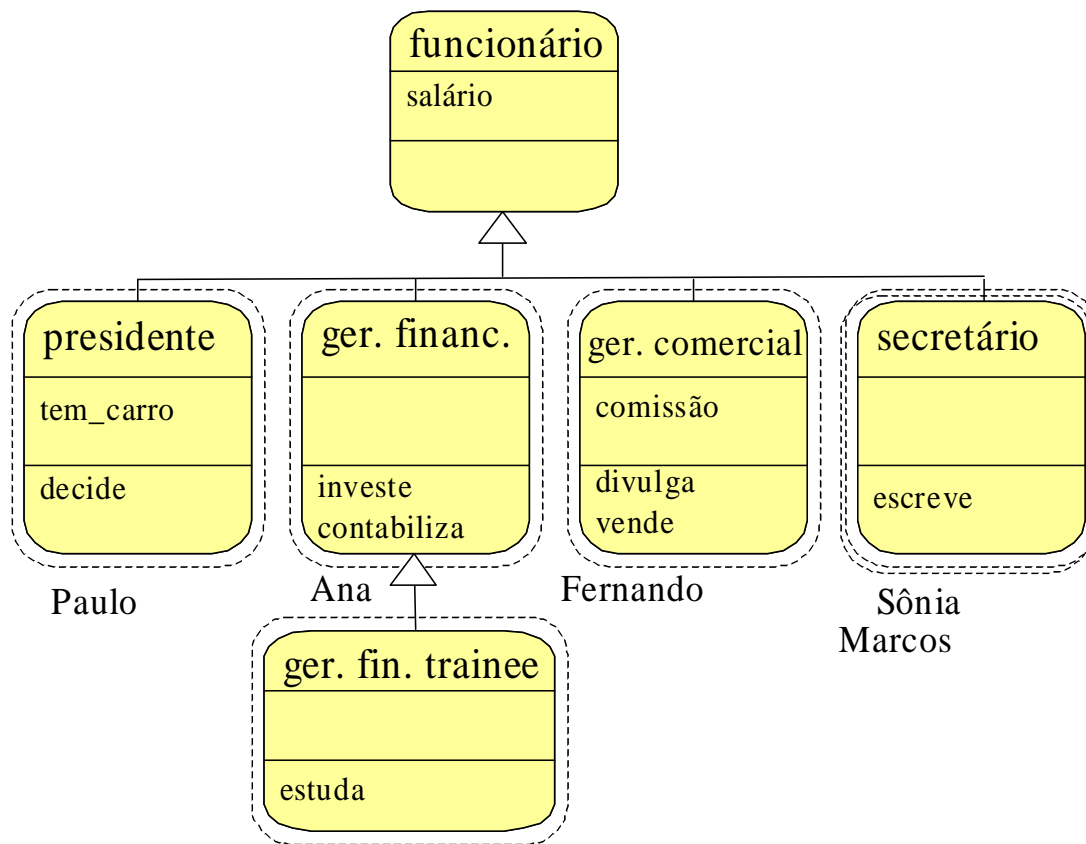 funcionário
salário
presidente
tem_carro
decide
ger. financ.
investe
contabiliza
ger. comercial
comissão
divulga
vende
secretário
escreve
Paulo
Ana
Fernando
Sônia
Marcos
ger. fin. trainee
estuda